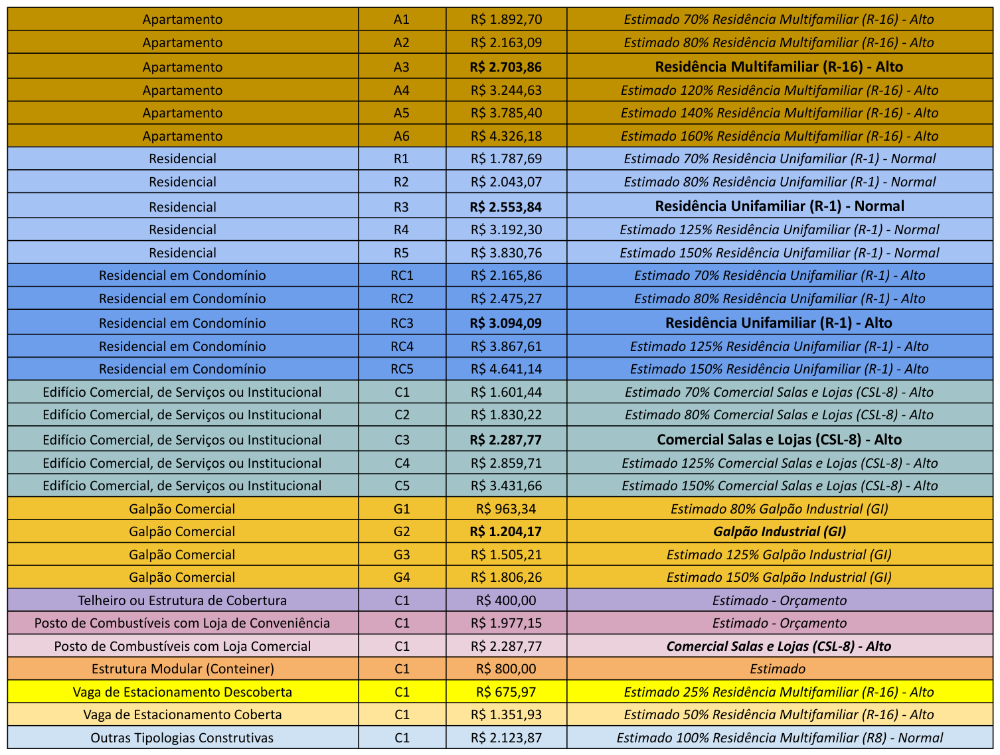 Apartamento A1 R$ 1.892,70 Estimado 70% Residência Multifamiliar (R-16) - Alto
Apartamento A2 R$ 2.163,09 Estimado 80% Residência Multifamiliar (R-16) - Alto
Apartamento A3 R$ 2.703,86 Residência Multifamiliar (R-16) - Alto
Apartamento A4 R$ 3.244,63 Estimado 120% Residência Multifamiliar (R-16) - Alto
Apartamento A5 R$ 3.785,40 Estimado 140% Residência Multifamiliar (R-16) - Alto
Apartamento A6 R$ 4.326,18 Estimado 160% Residência Multifamiliar (R-16) - Alto
Residencial R1 R$ 1.787,69 Estimado 70% Residência Unifamiliar (R-1) - Normal
Residencial R2 R$ 2.043,07 Estimado 80% Residência Unifamiliar (R-1) - Normal
Residencial R3 R$ 2.553,84 Residência Unifamiliar (R-1) - Normal
Residencial R4 R$ 3.192,30 Estimado 125% Residência Unifamiliar (R-1) - Normal
Residencial R5 R$ 3.830,76 Estimado 150% Residência Unifamiliar (R-1) - Normal
Residencial em Condomínio RC1 R$ 2.165,86 Estimado 70% Residência Unifamiliar (R-1) - Alto
Residencial em Condomínio RC2 R$ 2.475,27 Estimado 80% Residência Unifamiliar (R-1) - Alto
Residencial em Condomínio RC3 R$ 3.094,09 Residência Unifamiliar (R-1) - Alto
Residencial em Condomínio RC4 R$ 3.867,61 Estimado 125% Residência Unifamiliar (R-1) - Alto
Residencial em Condomínio RC5 R$ 4.641,14 Estimado 150% Residência Unifamiliar (R-1) - Alto
Edifício Comercial, de Serviços ou Institucional C1 R$ 1.601,44 Estimado 70% Comercial Salas e Lojas (CSL-8) - Alto
Edifício Comercial, de Serviços ou Institucional C2 R$ 1.830,22 Estimado 80% Comercial Salas e Lojas (CSL-8) - Alto
Edifício Comercial, de Serviços ou Institucional C3 R$ 2.287,77 Comercial Salas e Lojas (CSL-8) - Alto
Edifício Comercial, de Serviços ou Institucional C4 R$ 2.859,71 Estimado 125% Comercial Salas e Lojas (CSL-8) - Alto
Edifício Comercial, de Serviços ou Institucional C5 R$ 3.431,66 Estimado 150% Comercial Salas e Lojas (CSL-8) - Alto
Galpão Comercial G1 R$ 963,34 Estimado 80% Galpão Industrial (GI)
Galpão Comercial G2 R$ 1.204,17 Galpão Industrial (GI)
Galpão Comercial G3 R$ 1.505,21 Estimado 125% Galpão Industrial (GI)
Galpão Comercial G4 R$ 1.806,26 Estimado 150% Galpão Industrial (GI)
Telheiro ou Estrutura de Cobertura C1 R$ 400,00 Estimado - Orçamento
Posto de Combustíveis com Loja de Conveniência C1 R$ 1.977,15 Estimado - Orçamento
Posto de Combustíveis com Loja Comercial C1 R$ 2.287,77 Comercial Salas e Lojas (CSL-8) - Alto
Estrutura Modular (Conteiner) C1 R$ 800,00 Estimado
Vaga de Estacionamento Descoberta C1 R$ 675,97 Estimado 25% Residência Multifamiliar (R-16) - Alto
Vaga de Estacionamento Coberta C1 R$ 1.351,93 Estimado 50% Residência Multifamiliar (R-16) - Alto
Outras Tipologias Construtivas C1 R$ 2.123,87 Estimado 100% Residência Multifamiliar (R8) - Normal